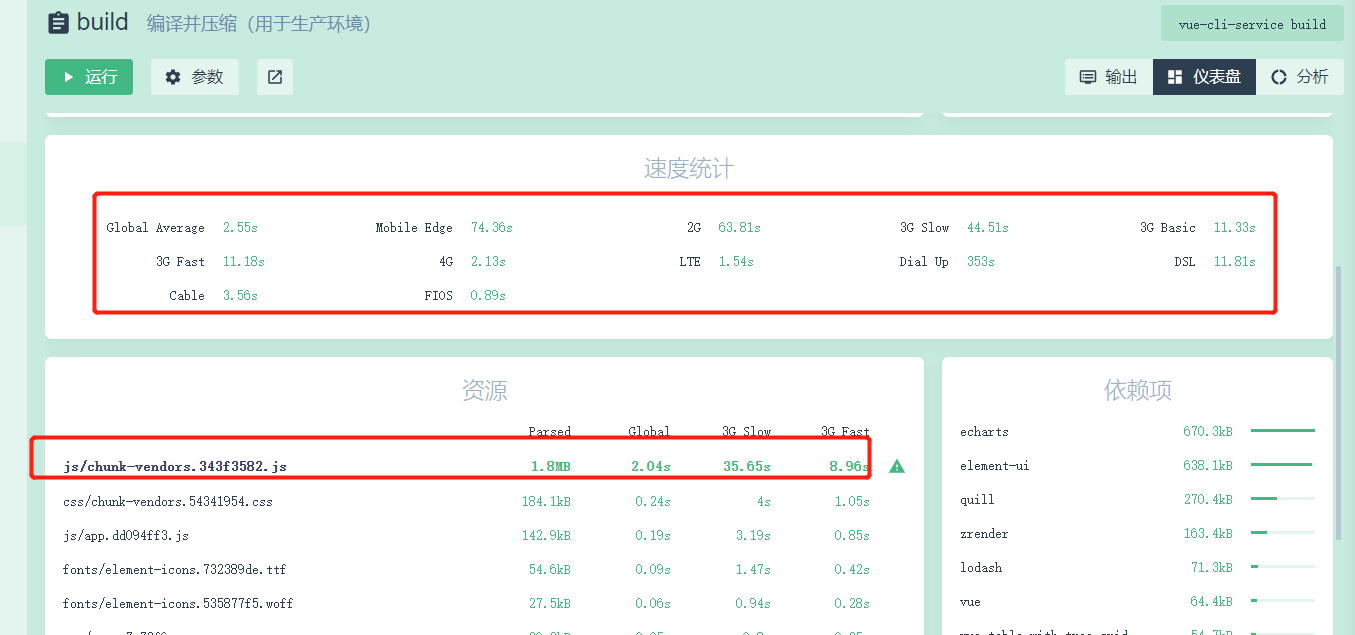 build 编译并压缩（用于生产环境） vue-cli-service build
运行 参数 输出 仪表盘 分析
速度统计
Global Average 2.55s Mobile Edge 74.36s 2G 63.81s 3G Slow 44.51s 3G Basic 11.33s
3G Fast 11.18s 4G 2.13s LTE 1.54s Dial Up 353s DSL 11.81s
Cable 3.56s FIOS 0.89s
资源
Parsed Global 3G Slow 3G Fast
js/chunk-vendors.343f3582.js 1.8MB 2.04s 35.65s 8.96s
css/chunk-vendors.54341954.css 184.1kB 0.24s 4s 1.05s
js/app.dd094ff3.js 142.9kB 0.19s 3.19s 0.85s
fonts/element-icons.732389de.ttf 54.6kB 0.09s 1.47s 0.42s
fonts/element-icons.535877f5.woff 27.5kB 0.06s 0.94s 0.28s
依赖项
echarts 670.3kB
element-ui 638.1kB
quill 270.4kB
zrender 163.4kB
lodash 71.3kB
vue 64.4kB